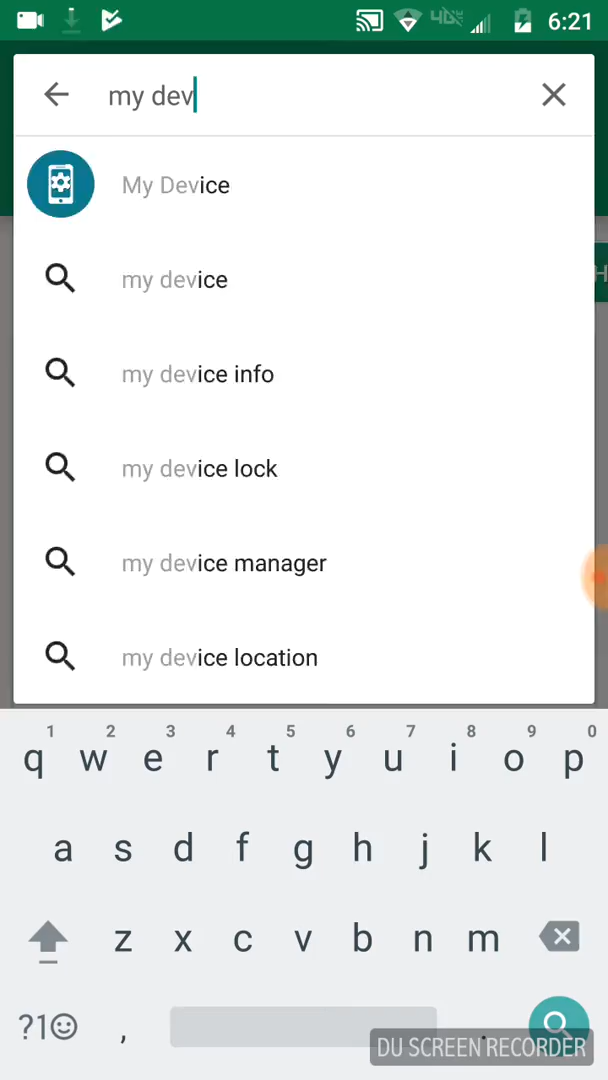 4G 6:21
my dev
My Device
my device
my device info
my device lock
my device manager
my device location
H
1 2 3 4 5 6 7 8 9 0
q w e r t y u i o p
a s d f g h j k l
z x c v b n m
?1 , .
DU SCREEN RECORDER